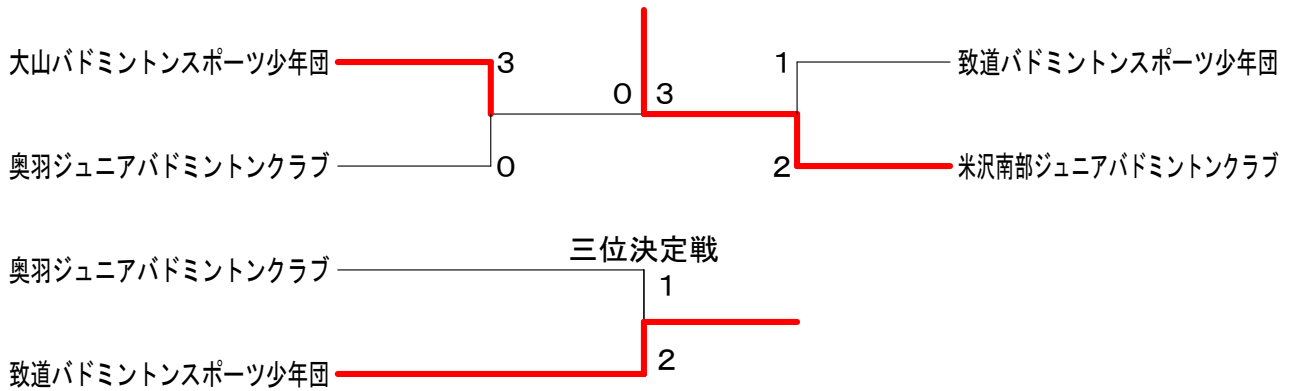 大山バドミントンスポーツ少年団 3 1 致道バドミントンスポーツ少年団
0 3
奥羽ジュニアバドミントンクラブ 0 2 米沢南部ジュニアバドミントンクラブ
三位決定戦
奥羽ジュニアバドミントンクラブ 1
致道バドミントンスポーツ少年団 2